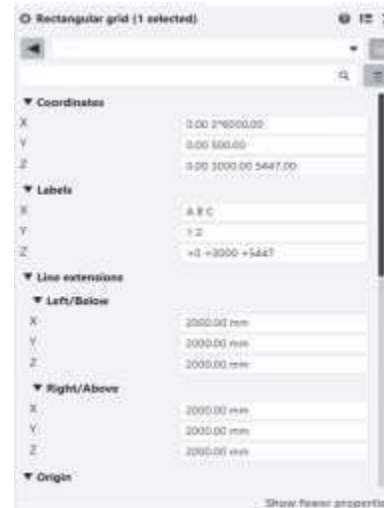 Rectangular grid (1 selected)
Coordinates
X 0.00 2*6000.00
Y 0.00 500.00
Z 0.00 3000.00 5447.00
Labels
X A B C
Y 1 2
Z +0 +3000 +5447
Line extensions
Left/Below
X 2000.00 mm
Y 2000.00 mm
Z 2000.00 mm
Right/Above
X 2000.00 mm
Y 2000.00 mm
Z 2000.00 mm
Origin
Show fewer properti